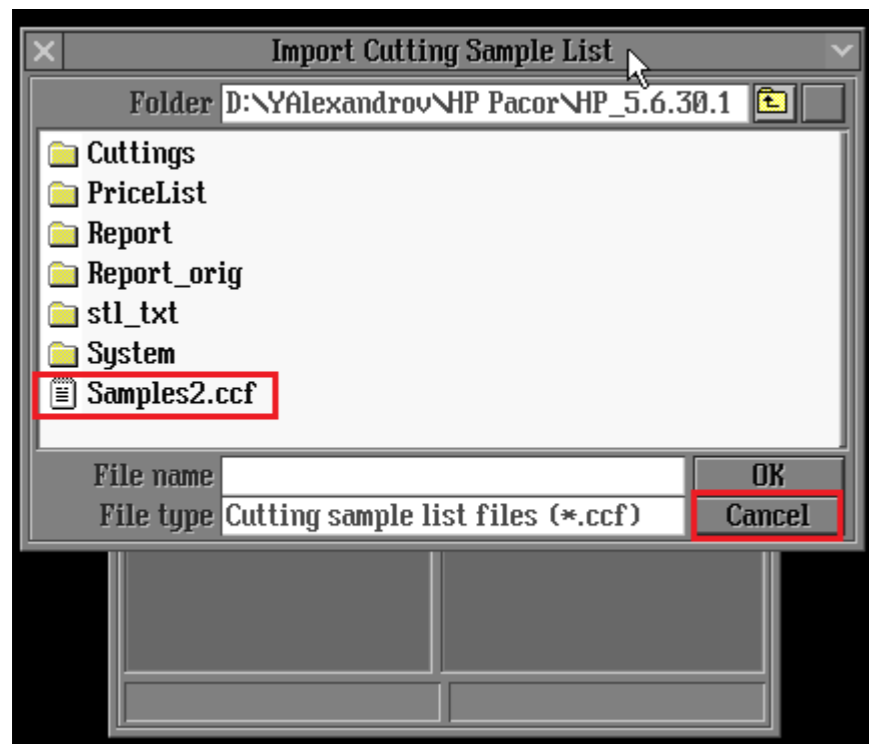 Import Cutting Sample List
Folder D:\YAlexandrov\HP Pacor\HP_5.6.30.1
Cuttings
PriceList
Report
Report_orig
stl_txt
System
Samples2.ccf
File name OK
File type Cutting sample list files (*.ccf) Cancel